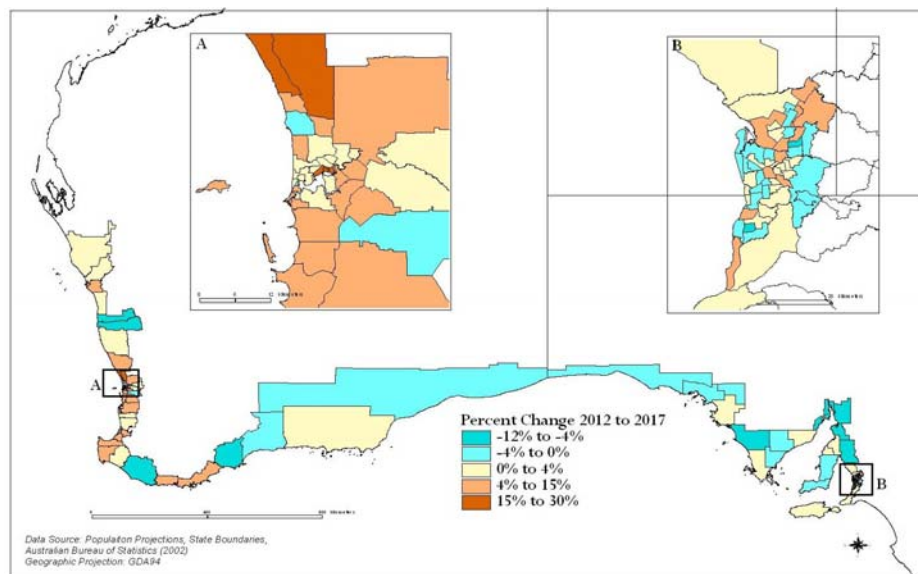 A
B
A
Percent Change 2012 to 2017
-12% to -4%
-4% to 0%
0% to 4%
4% to 15%
15% to 30%
B
Data Source: Population Projections, State Boundaries,
Australian Bureau of Statistics (2002)
Geographic Projection: GDA94